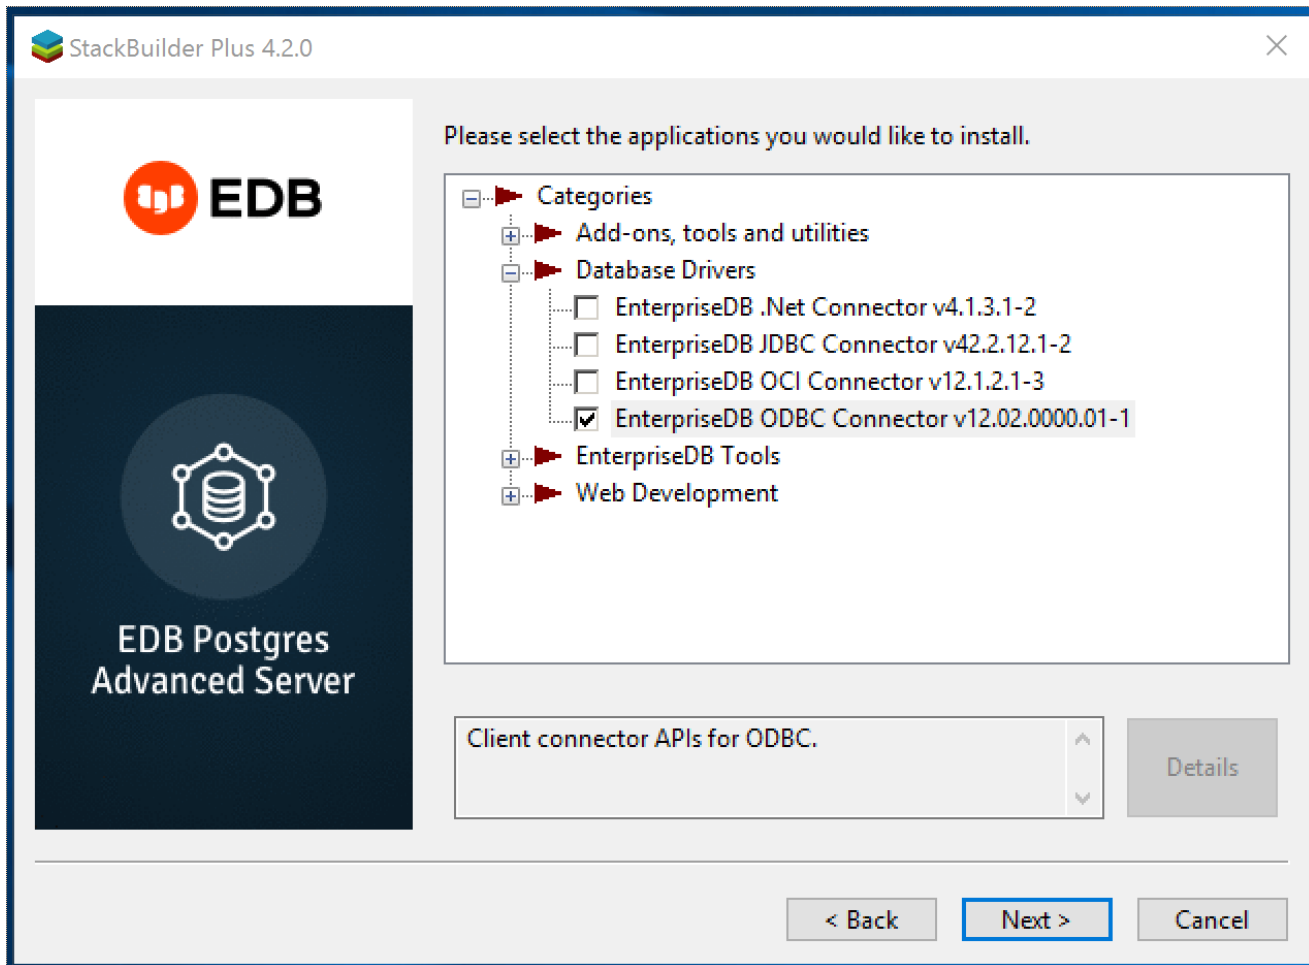 StackBuilder Plus 4.2.0
EDB
EDB Postgres
Advanced Server
Please select the applications you would like to install.
Categories
Add-ons, tools and utilities
Database Drivers
EnterpriseDB .Net Connector v4.1.3.1-2
EnterpriseDB JDBC Connector v42.2.12.1-2
EnterpriseDB OCI Connector v12.1.2.1-3
EnterpriseDB ODBC Connector v12.02.0000.01-1
EnterpriseDB Tools
Web Development
Client connector APIs for ODBC.
Details
< Back
Next >
Cancel